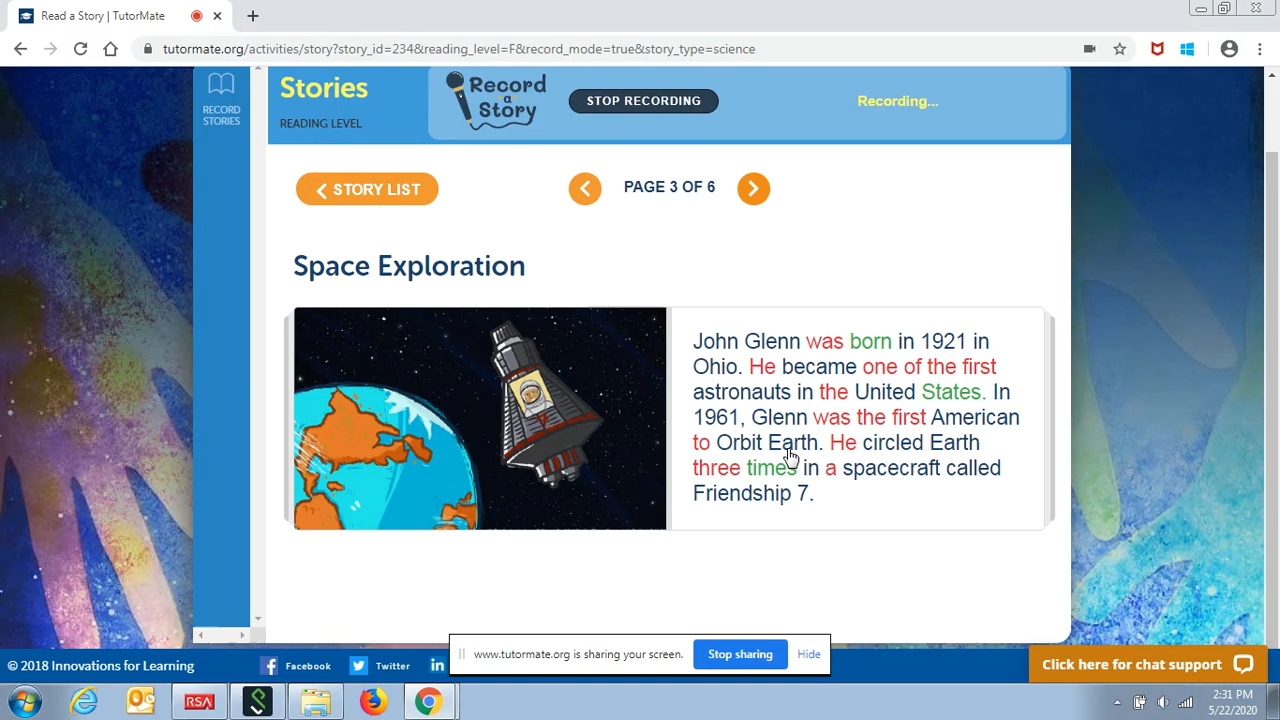 Read a Story | TutorMate
tutormate.org/activities/story?story_id=234&reading_level=F&record_mode=true&story_type=science
RECORD
STORIES
Stories
READING LEVEL
Record
a
Story
STOP RECORDING
Recording...
STORY LIST
PAGE 3 OF 6
Space Exploration
John Glenn was born in 1921 in
Ohio. He became one of the first
astronauts in the United States. In
1961, Glenn was the first American
to Orbit Earth. He circled Earth
three times in a spacecraft called
Friendship 7.
www.tutormate.org is sharing your screen.
Stop sharing
Hide
© 2018 Innovations for Learning
Facebook
Twitter
in
Click here for chat support
RSA
2:31 PM
5/22/2020